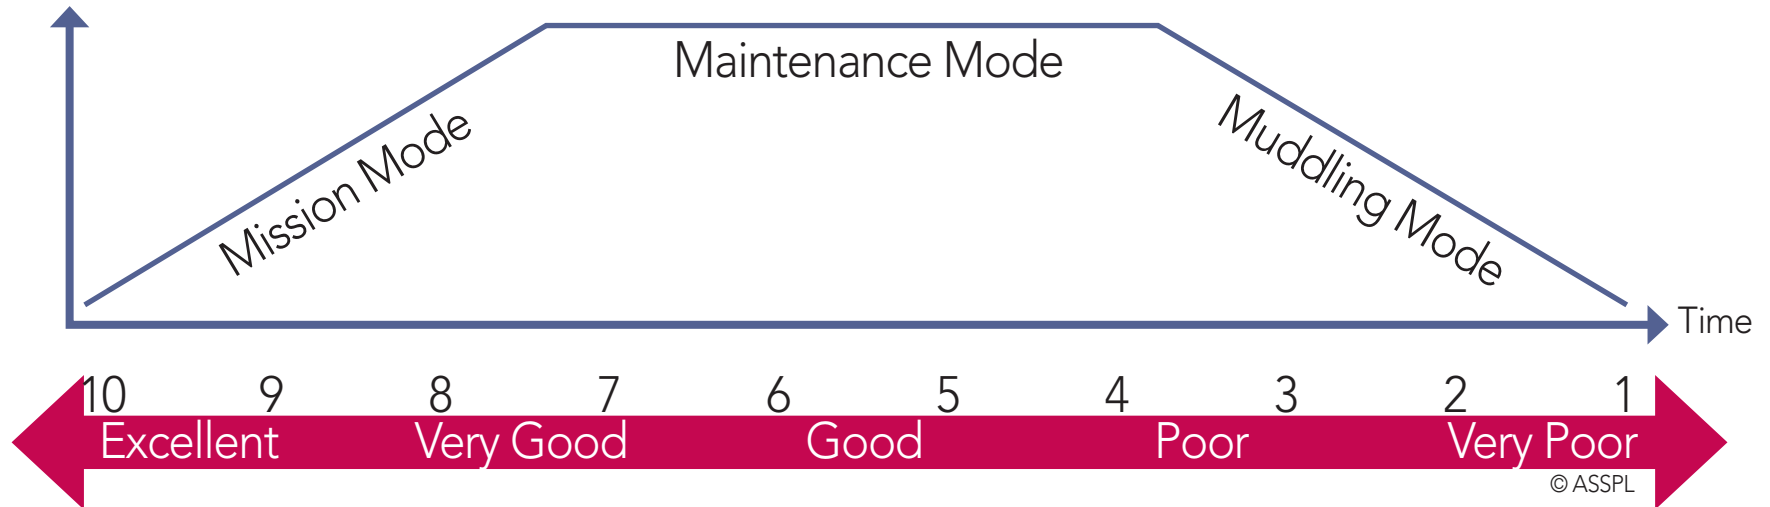 Maintenance Mode
Mission Mode
Muddling Mode
Time
10 9 8 7 6 5 4 3 2 1
Excellent Very Good Good Poor Very Poor
© ASSPL